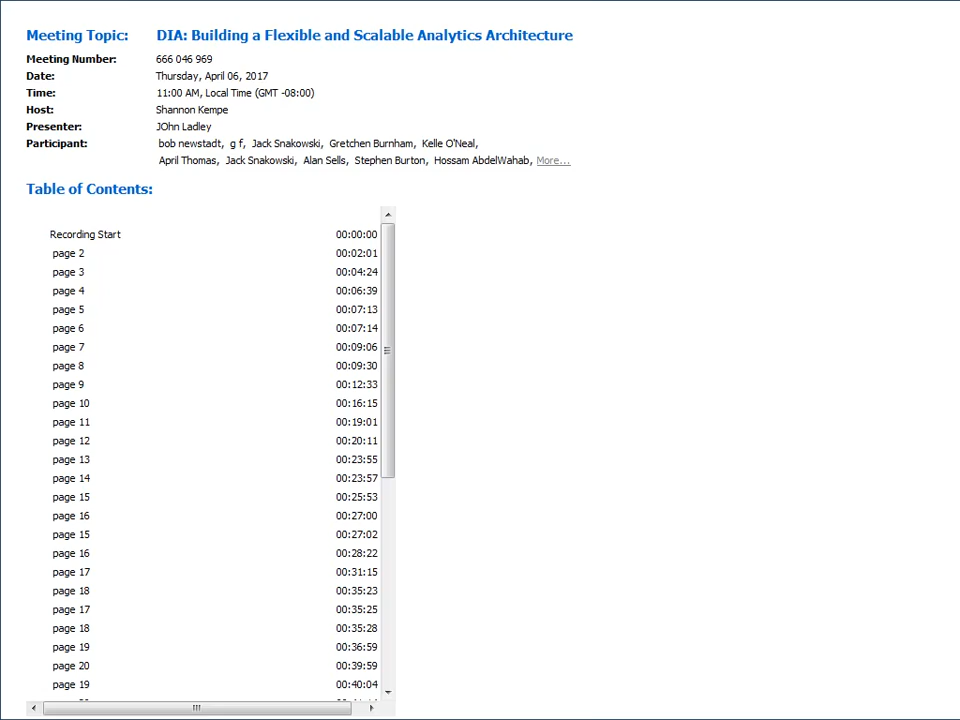 Meeting Topic: DIA: Building a Flexible and Scalable Analytics Architecture
Meeting Number: 666 046 969
Date: Thursday, April 06, 2017
Time: 11:00 AM, Local Time (GMT -08:00)
Host: Shannon Kempe
Presenter: JOhn Ladley
Participant: bob newstadt, g f, Jack Snakowski, Gretchen Burnham, Kelle O'Neal,
April Thomas, Jack Snakowski, Alan Sells, Stephen Burton, Hossam AbdelWahab, More...
Table of Contents:
Recording Start 00:00:00
page 2 00:02:01
page 3 00:04:24
page 4 00:06:39
page 5 00:07:13
page 6 00:07:14
page 7 00:09:06
page 8 00:09:30
page 9 00:12:33
page 10 00:16:15
page 11 00:19:01
page 12 00:20:11
page 13 00:23:55
page 14 00:23:57
page 15 00:25:53
page 16 00:27:00
page 15 00:27:02
page 16 00:28:22
page 17 00:31:15
page 18 00:35:23
page 17 00:35:25
page 18 00:35:28
page 19 00:36:59
page 20 00:39:59
page 19 00:40:04